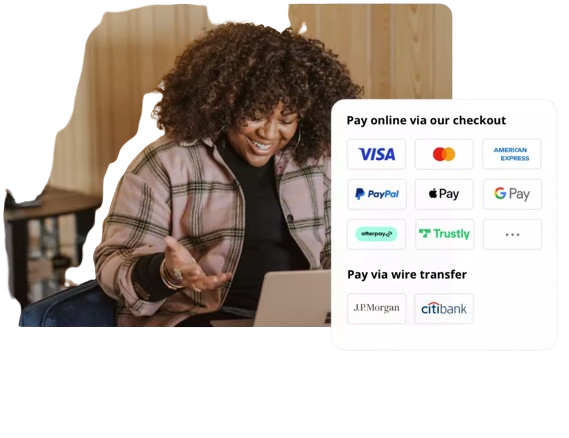 Pay online via our checkout
VISA
AMERICAN
EXPRESS
PayPal
Pay
G Pay
afterpay
Trustly
...
Pay via wire transfer
J.P.Morgan
citibank